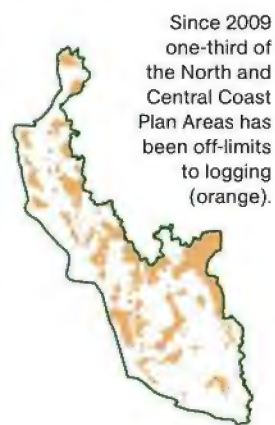 Since 2009
one-third of
the North and
Central Coast
Plan Areas has
been off-limits
to logging
(orange).